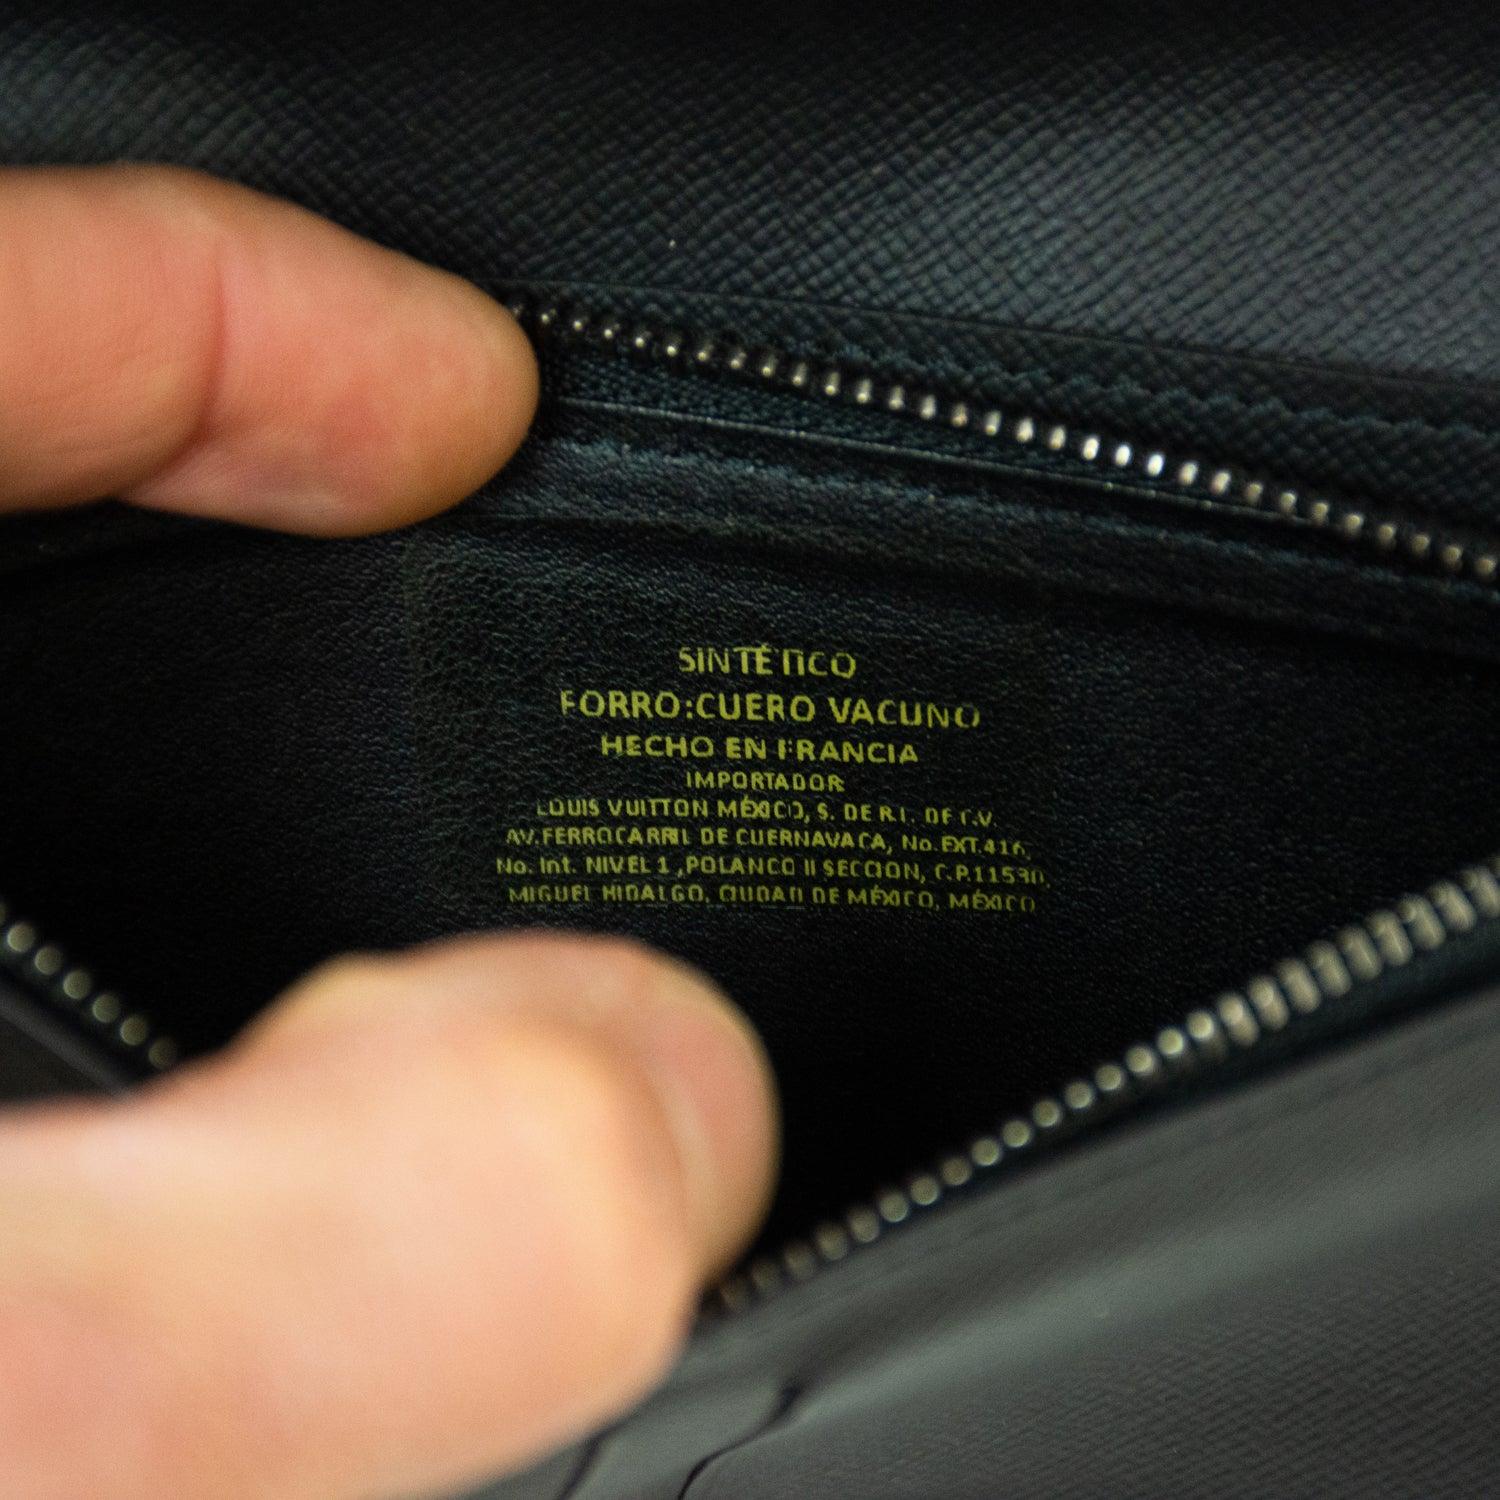 SINTÉTICO
FORRO:CUERO VACUNO
HECHO EN FRANCIA
IMPORTADOR
LOUIS VUITTON MÉXICO, S. DE R.L. DE C.V.
AV.FERROCARRIL DE CUERNAVACA, No.EXT.416,
No. Int. NIVEL 1 ,POLANCO II SECCION, C.P.11530,
MIGUEL HIDALGO, CIUDAD DE MÉXICO, MÉXICO